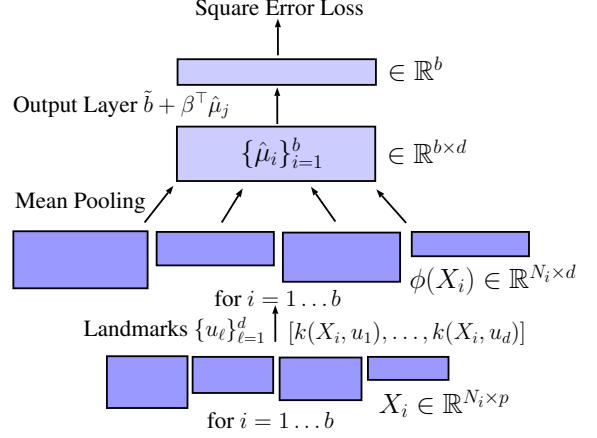 Square Error Loss
∈ ℝ^b
Output Layer b̃ + β^⊤ μ̂_j
{μ̂_i}_{i=1}^b
∈ ℝ^{b×d}
Mean Pooling
ϕ(X_i) ∈ ℝ^{N_i×d}
for i = 1 … b
Landmarks {u_ℓ}_{ℓ=1}^d [k(X_i, u_1), …, k(X_i, u_d)]
X_i ∈ ℝ^{N_i×p}
for i = 1 … b